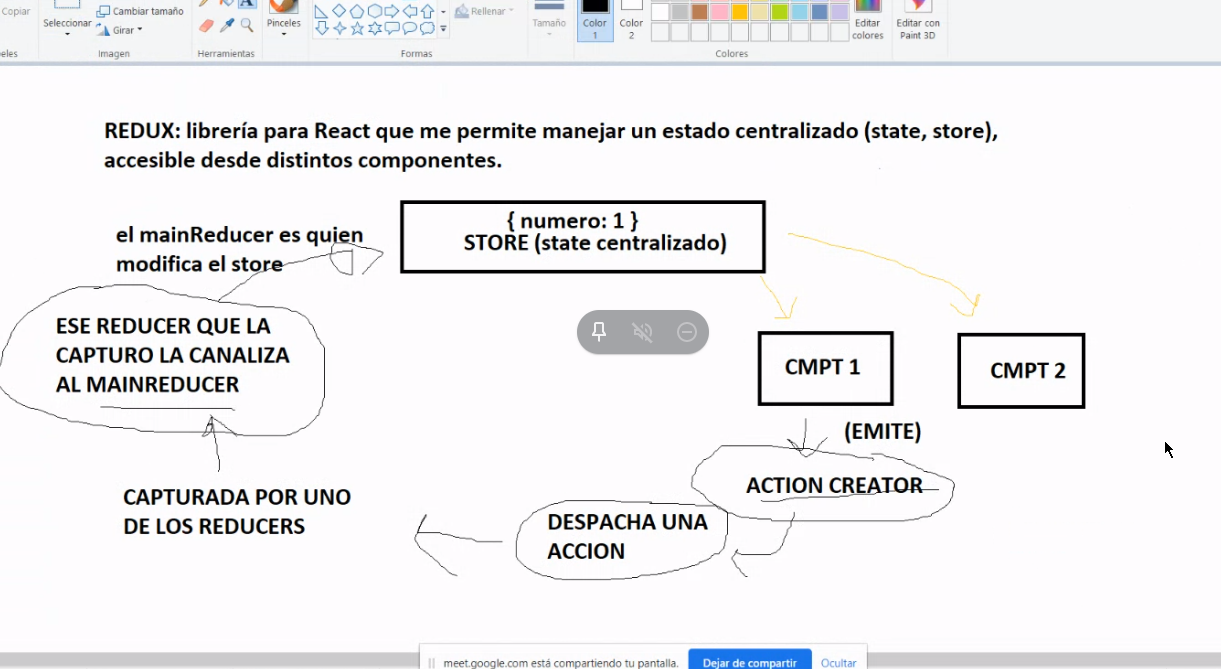 Copiar
Cambiar tamaño
Seleccionar
Girar
Pinceles
Rellenar
Tamaño
Color
1
Color
2
Editar
colores
Editar con
Paint 3D
eles
Imagen
Herramientas
Formas
Colores
REDUX: librería para React que me permite manejar un estado centralizado (state, store),
accesible desde distintos componentes.
{ numero: 1 }
STORE (state centralizado)
el mainReducer es quien
modifica el store
ESE REDUCER QUE LA
CAPTURO LA CANALIZA
AL MAINREDUCER
CMPT 1
CMPT 2
(EMITE)
ACTION CREATOR
CAPTURADA POR UNO
DE LOS REDUCERS
DESPACHA UNA
ACCION
meet.google.com está compartiendo tu pantalla.
Dejar de compartir
Ocultar